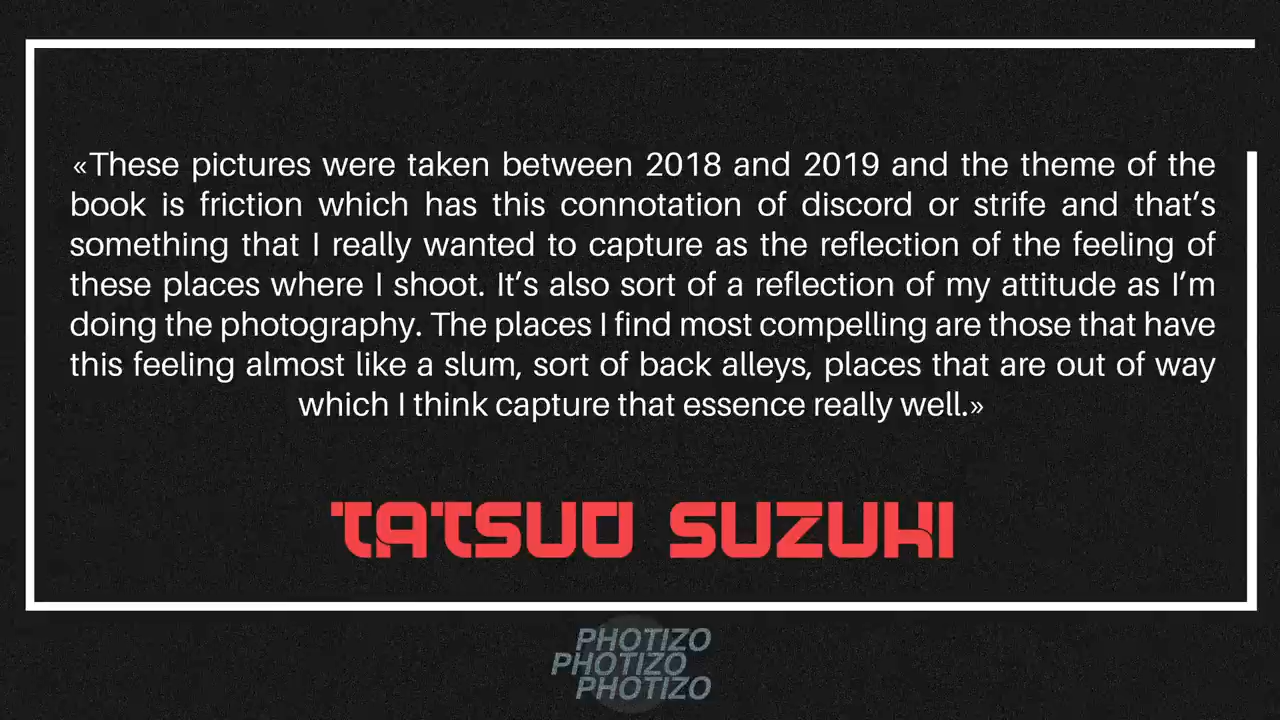 «These pictures were taken between 2018 and 2019 and the theme of the
book is friction which has this connotation of discord or strife and that’s
something that I really wanted to capture as the reflection of the feeling of
these places where I shoot. It’s also sort of a reflection of my attitude as I’m
doing the photography. The places I find most compelling are those that have
this feeling almost like a slum, sort of back alleys, places that are out of way
which I think capture that essence really well.»
TATSUO SUZUKI
PHOTIZO
PHOTIZO
PHOTIZO